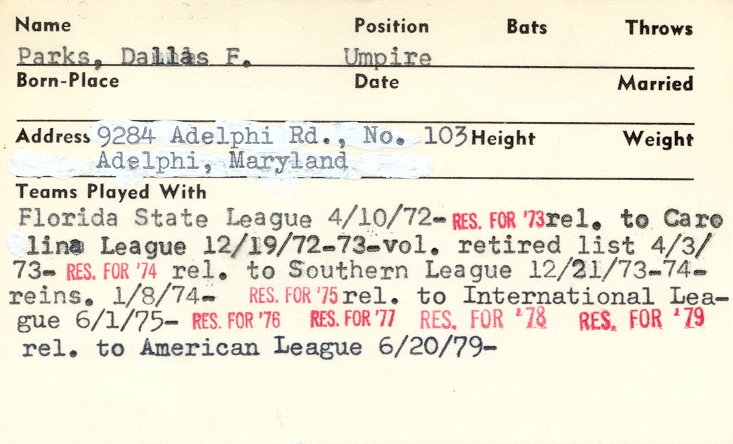 Name Position Bats Throws
Parks, Dallas F. Umpire
Born-Place Date Married
Address 9284 Adelphi Rd., No. 103 Height Weight
Adelphi, Maryland
Teams Played With
Florida State League 4/10/72- RES. FOR '73 rel. to Caro
lina League 12/19/72-73-vol. retired list 4/3/
73- RES. FOR '74 rel. to Southern League 12/21/73-74-
reins. 1/8/74- RES. FOR '75 rel. to International Lea-
gue 6/1/75- RES. FOR '76 RES. FOR '77 RES. FOR '78 RES. FOR '79
rel. to American League 6/20/79-